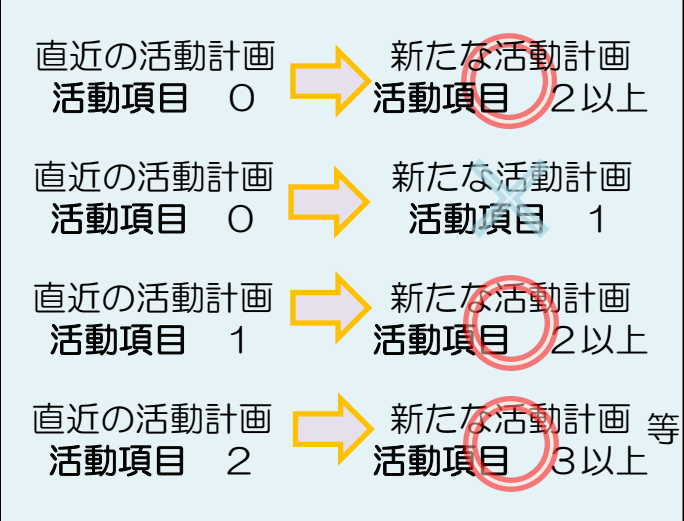 直近の活動計画
活動項目　０
新たな活動計画
活動項目　２以上
直近の活動計画
活動項目　０
新たな活動計画
活動項目　１
直近の活動計画
活動項目　１
新たな活動計画
活動項目　２以上
直近の活動計画
活動項目　２
新たな活動計画
活動項目　３以上
等